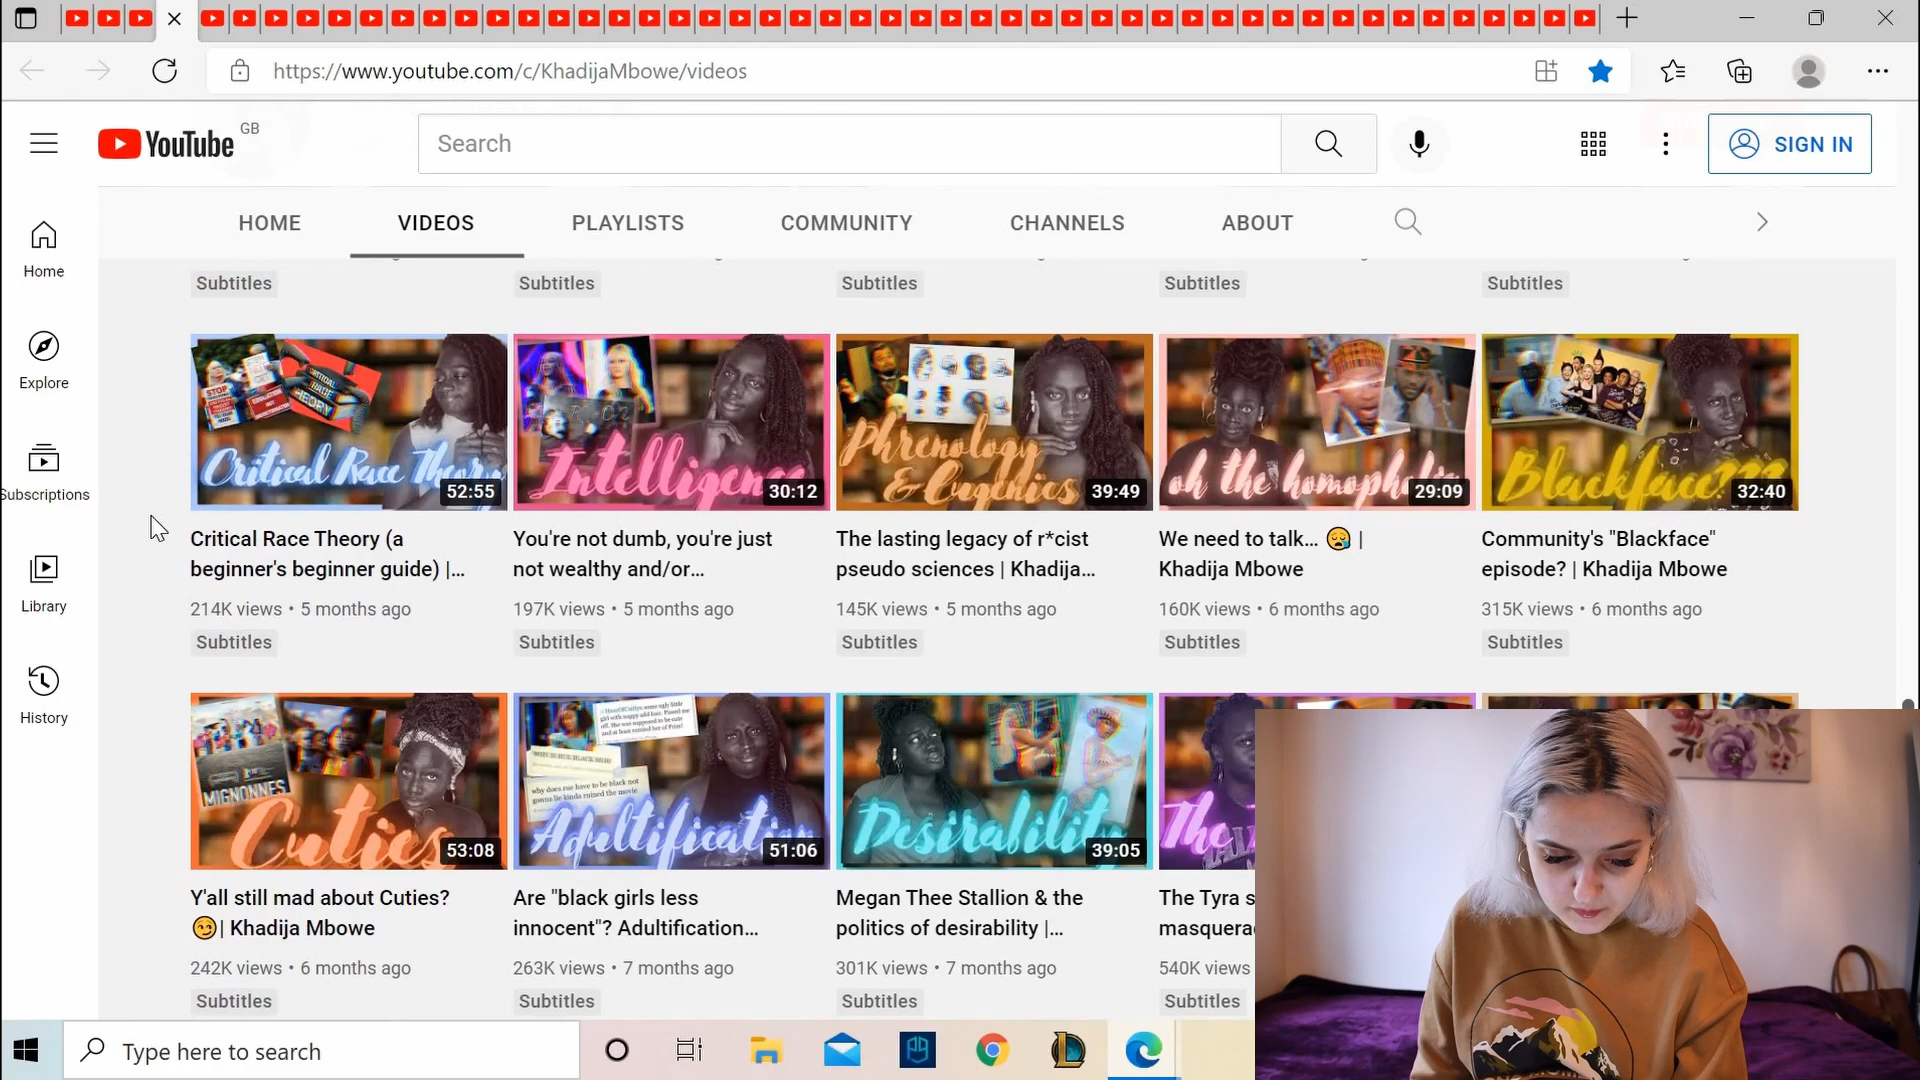 https://www.youtube.com/c/KhadijaMbowe/videos
YouTube GB
Search
SIGN IN
HOME VIDEOS PLAYLISTS COMMUNITY CHANNELS ABOUT
Home
Explore
Subscriptions
Library
History
Subtitles Subtitles Subtitles Subtitles Subtitles
Critical Race Theory 52:55
Intelligence 30:12
Phrenology & Eugenics 39:49
oh the homophobia 29:09
Blackface??? 32:40
Critical Race Theory (a
beginner's beginner guide) |...
214K views • 5 months ago
Subtitles
You're not dumb, you're just
not wealthy and/or...
197K views • 5 months ago
Subtitles
The lasting legacy of r*cist
pseudo sciences | Khadija...
145K views • 5 months ago
Subtitles
We need to talk... 😪 |
Khadija Mbowe
160K views • 6 months ago
Subtitles
Community's "Blackface"
episode? | Khadija Mbowe
315K views • 6 months ago
Subtitles
MIGNONNES
Cuties 53:08
Adultification 51:06
Desirability 39:05
The
Y'all still mad about Cuties?
😏| Khadija Mbowe
242K views • 6 months ago
Subtitles
Are "black girls less
innocent"? Adultification...
263K views • 7 months ago
Subtitles
Megan Thee Stallion & the
politics of desirability |...
301K views • 7 months ago
Subtitles
The Tyra s
masquera
540K views
Subtitles
Type here to search